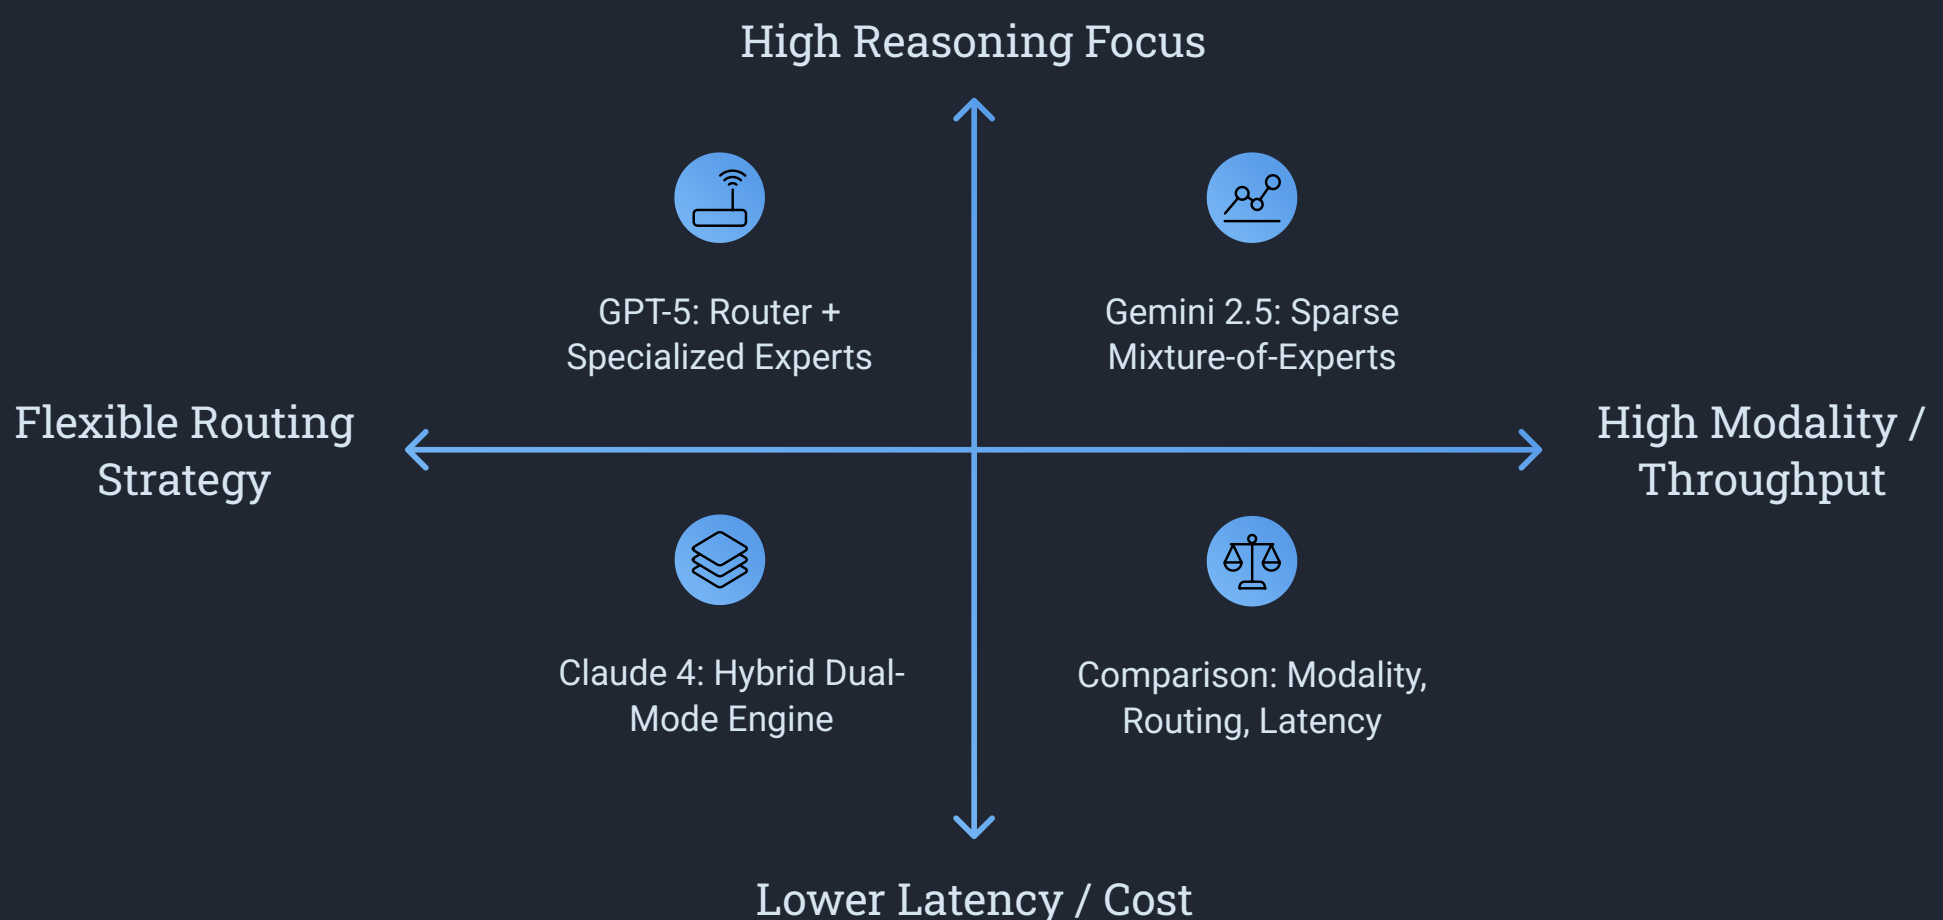 High Reasoning Focus
GPT-5: Router +
Specialized Experts
Gemini 2.5: Sparse
Mixture-of-Experts
Flexible Routing
Strategy
High Modality /
Throughput
Claude 4: Hybrid Dual-
Mode Engine
Comparison: Modality,
Routing, Latency
Lower Latency / Cost